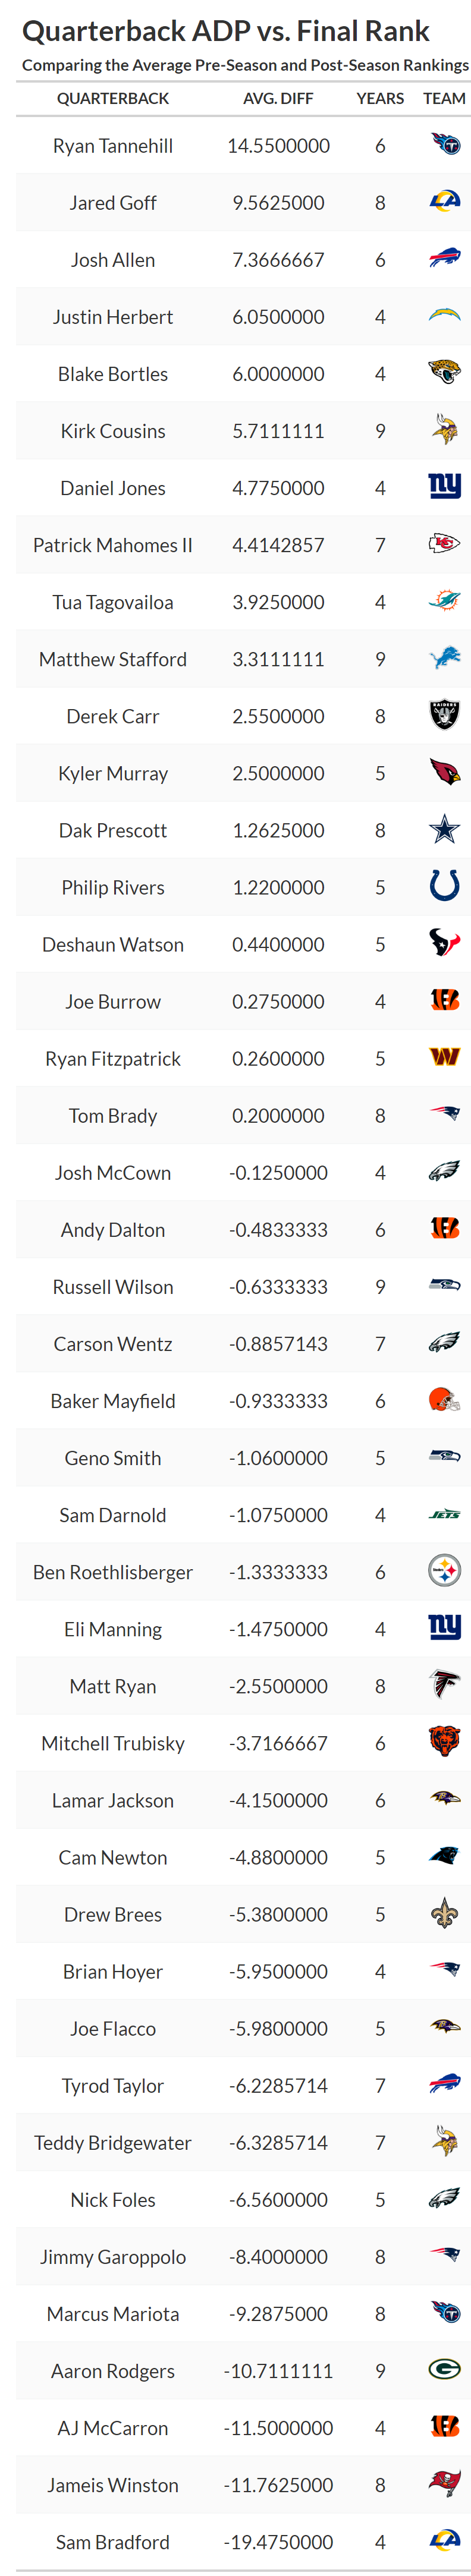 Quarterback ADP vs. Final Rank
Comparing the Average Pre-Season and Post-Season Rankings
QUARTERBACK AVG. DIFF YEARS TEAM
Ryan Tannehill 14.5500000 6
Jared Goff 9.5625000 8
Josh Allen 7.3666667 6
Justin Herbert 6.0500000 4
Blake Bortles 6.0000000 4
Kirk Cousins 5.7111111 9
Daniel Jones 4.7750000 4 ny
Patrick Mahomes II 4.4142857 7 KC
Tua Tagovailoa 3.9250000 4
Matthew Stafford 3.3111111 9
Derek Carr 2.5500000 8 RAIDERS
Kyler Murray 2.5000000 5
Dak Prescott 1.2625000 8
Philip Rivers 1.2200000 5
Deshaun Watson 0.4400000 5
Joe Burrow 0.2750000 4 B
Ryan Fitzpatrick 0.2600000 5 W
Tom Brady 0.2000000 8
Josh McCown -0.1250000 4
Andy Dalton -0.4833333 6 B
Russell Wilson -0.6333333 9
Carson Wentz -0.8857143 7
Baker Mayfield -0.9333333 6
Geno Smith -1.0600000 5
Sam Darnold -1.0750000 4 JETS
Ben Roethlisberger -1.3333333 6 Steelers
Eli Manning -1.4750000 4 ny
Matt Ryan -2.5500000 8
Mitchell Trubisky -3.7166667 6
Lamar Jackson -4.1500000 6
Cam Newton -4.8800000 5
Drew Brees -5.3800000 5
Brian Hoyer -5.9500000 4
Joe Flacco -5.9800000 5
Tyrod Taylor -6.2285714 7
Teddy Bridgewater -6.3285714 7
Nick Foles -6.5600000 5
Jimmy Garoppolo -8.4000000 8
Marcus Mariota -9.2875000 8
Aaron Rodgers -10.7111111 9 G
AJ McCarron -11.5000000 4 B
Jameis Winston -11.7625000 8
Sam Bradford -19.4750000 4